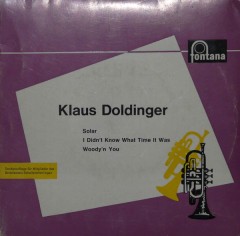 fontana
Klaus Doldinger
Solar
I Didn't Know What Time It Was
Woody'n You